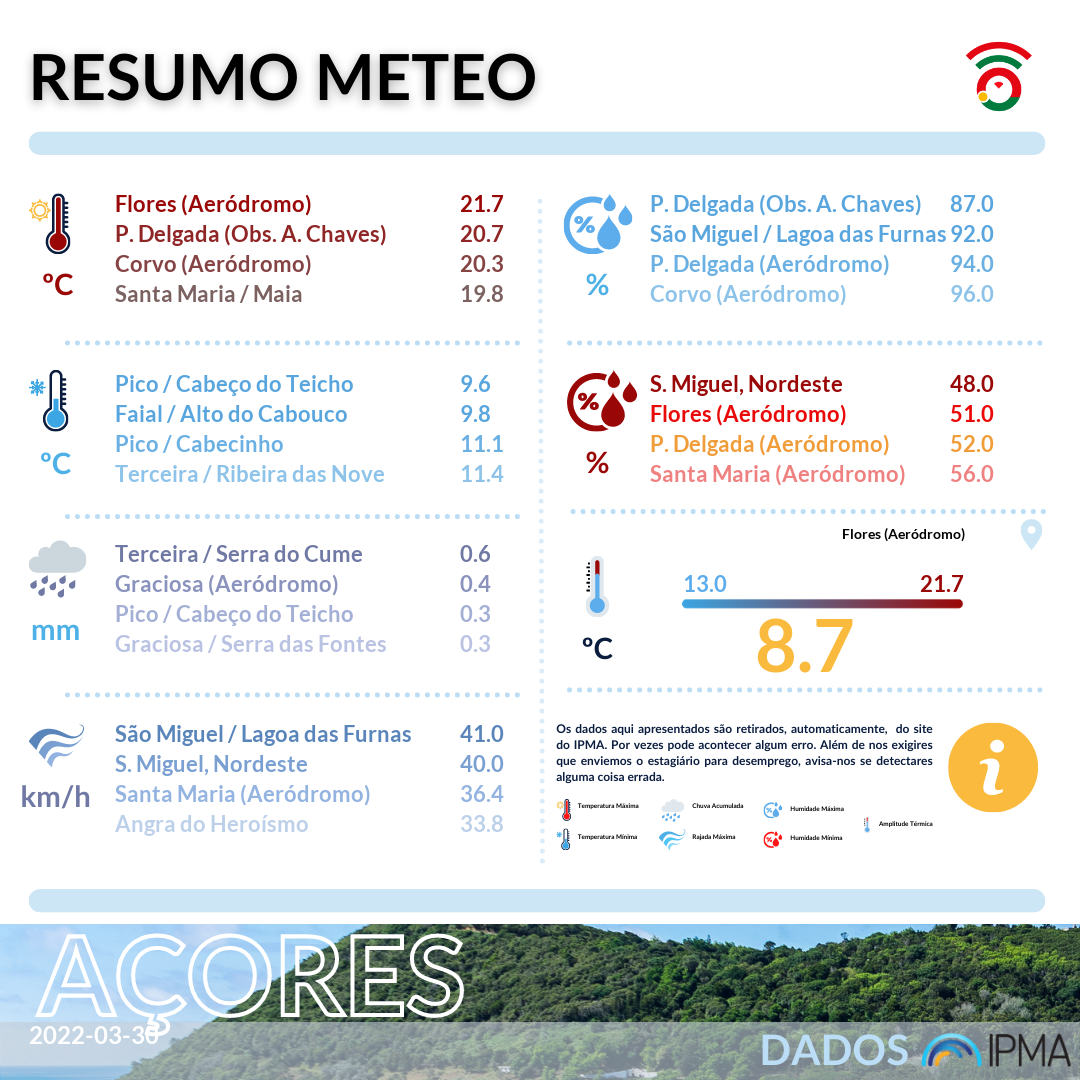 RESUMO METEO
Flores (Aeródromo) 21.7
P. Delgada (Obs. A. Chaves) 20.7
Corvo (Aeródromo) 20.3
Santa Maria / Maia 19.8
ºC
Pico / Cabeço do Teicho 9.6
Faial / Alto do Cabouco 9.8
Pico / Cabecinho 11.1
Terceira / Ribeira das Nove 11.4
ºC
Terceira / Serra do Cume 0.6
Graciosa (Aeródromo) 0.4
Pico / Cabeço do Teicho 0.3
Graciosa / Serra das Fontes 0.3
mm
São Miguel / Lagoa das Furnas 41.0
S. Miguel, Nordeste 40.0
Santa Maria (Aeródromo) 36.4
Angra do Heroísmo 33.8
km/h
P. Delgada (Obs. A. Chaves) 87.0
São Miguel / Lagoa das Furnas 92.0
P. Delgada (Aeródromo) 94.0
Corvo (Aeródromo) 96.0
%
%
S. Miguel, Nordeste 48.0
Flores (Aeródromo) 51.0
P. Delgada (Aeródromo) 52.0
Santa Maria (Aeródromo) 56.0
%
%
Flores (Aeródromo)
13.0 21.7
8.7
ºC
Os dados aqui apresentados são retirados, automaticamente, do site
do IPMA. Por vezes pode acontecer algum erro. Além de nos exigires
que enviemos o estagiário para desemprego, avisa-nos se detectares
alguma coisa errada.
i
Temperatura Máxima Chuva Acumulada Humidade Máxima
Amplitude Térmica
Temperatura Mínima Rajada Máxima Humidade Mínima
AÇORES
2022-03-30
DADOS IPMA